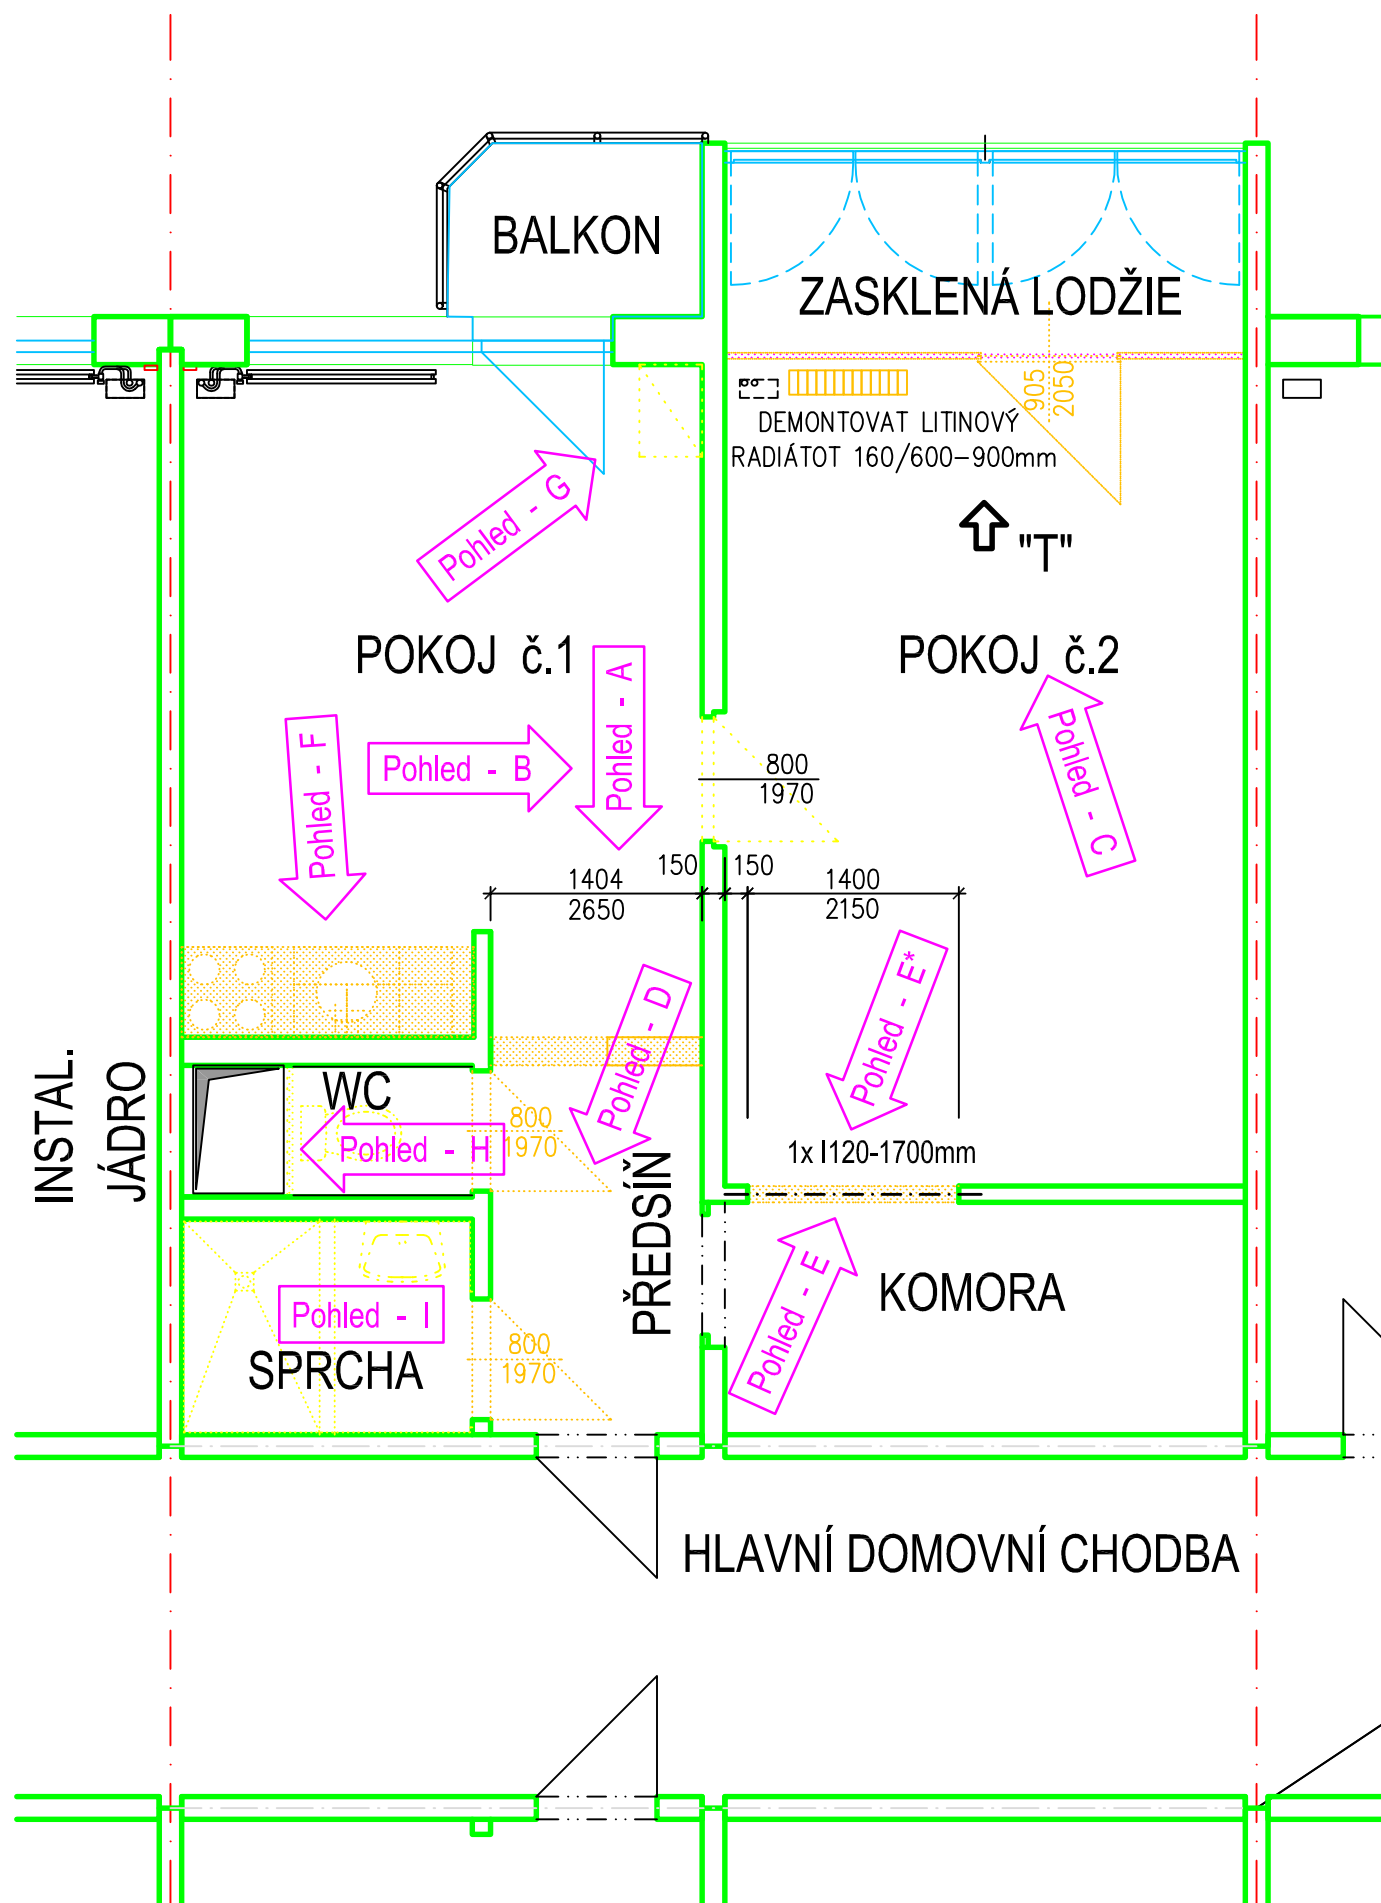 BALKON
ZASKLENÁ LODŽIE
905
2050
DEMONTOVAT LITINOVÝ
RADIÁTOT 160/600-900mm
Pohled - G
"T"
POKOJ č.1
POKOJ č.2
Pohled - A
Pohled - F
Pohled - B
Pohled - C
800
1970
1404
2650
150
150
1400
2150
Pohled - E*
Pohled - D
INSTAL.
JÁDRO
WC
800
1970
Pohled - H
1x I120-1700mm
PŘEDSÍŇ
Pohled - E
KOMORA
Pohled - I
SPRCHA
800
1970
HLAVNÍ DOMOVNÍ CHODBA